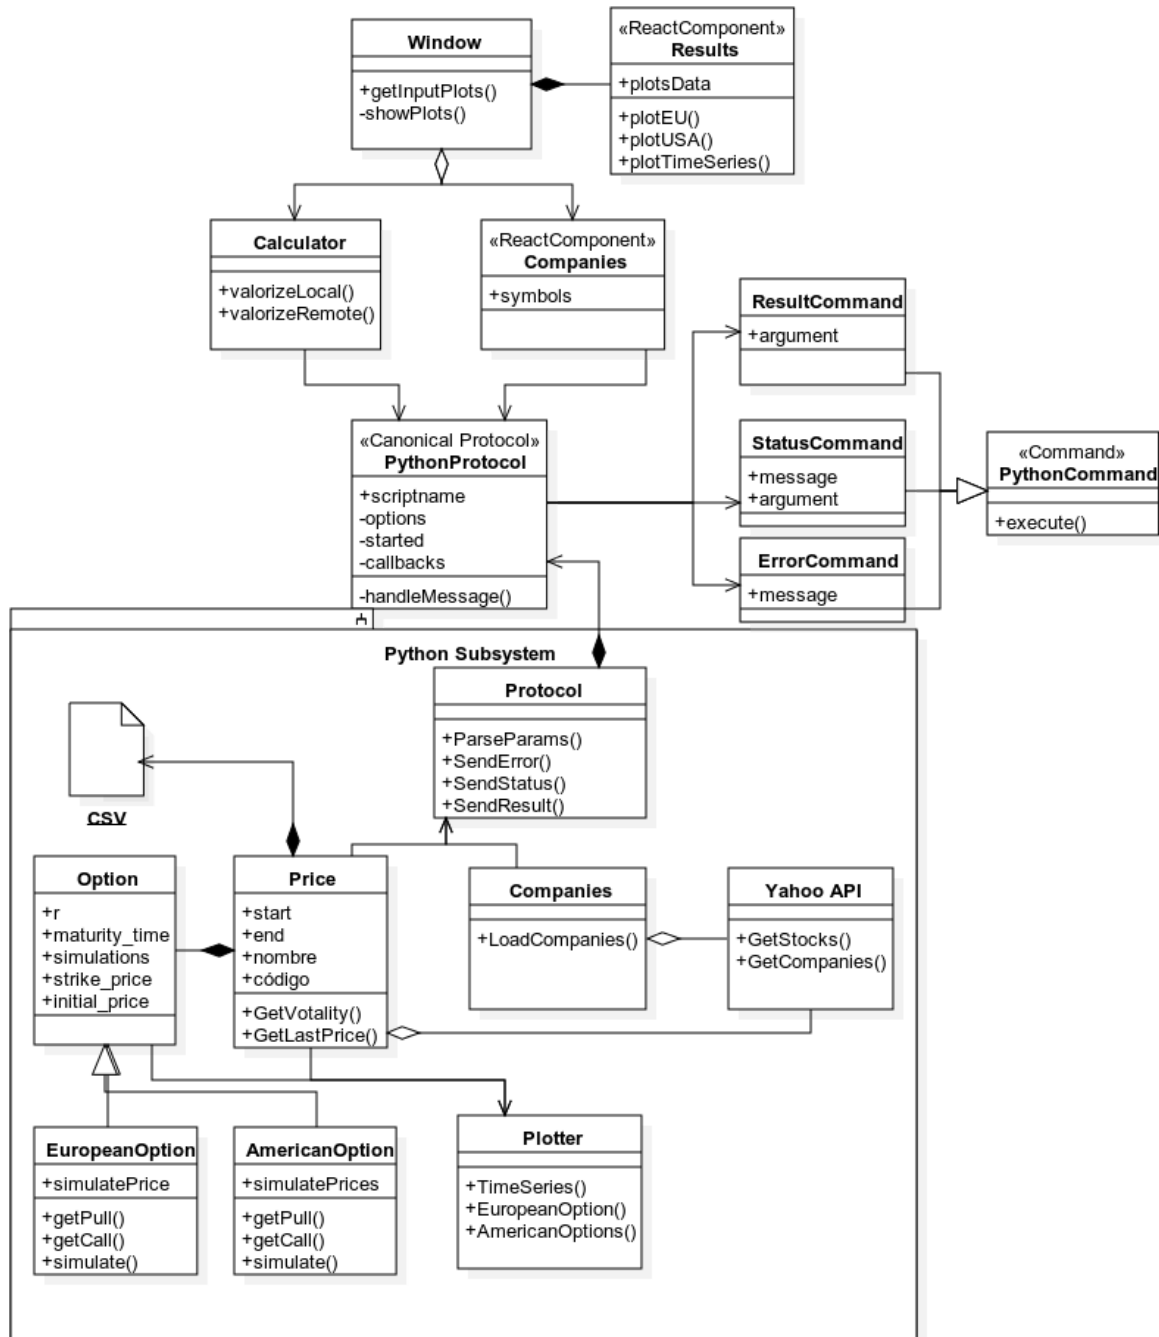 Window
+getInputPlots()
-showPlots()
«ReactComponent»
Results
+plotsData
+plotEU()
+plotUSA()
+plotTimeSeries()
Calculator
+valorizeLocal()
+valorizeRemote()
«ReactComponent»
Companies
+symbols
ResultCommand
+argument
«Canonical Protocol»
PythonProtocol
+scriptname
-options
-started
-callbacks
-handleMessage()
StatusCommand
+message
+argument
«Command»
PythonCommand
+execute()
ErrorCommand
+message
Python Subsystem
Protocol
+ParseParams()
+SendError()
+SendStatus()
+SendResult()
CSV
Option
+r
+maturity_time
+simulations
+strike_price
+initial_price
Price
+start
+end
+nombre
+código
+GetVotality()
+GetLastPrice()
Companies
+LoadCompanies()
Yahoo API
+GetStocks()
+GetCompanies()
EuropeanOption
+simulatePrice
+getPull()
+getCall()
+simulate()
AmericanOption
+simulatePrices
+getPull()
+getCall()
+simulate()
Plotter
+TimeSeries()
+EuropeanOption()
+AmericanOptions()